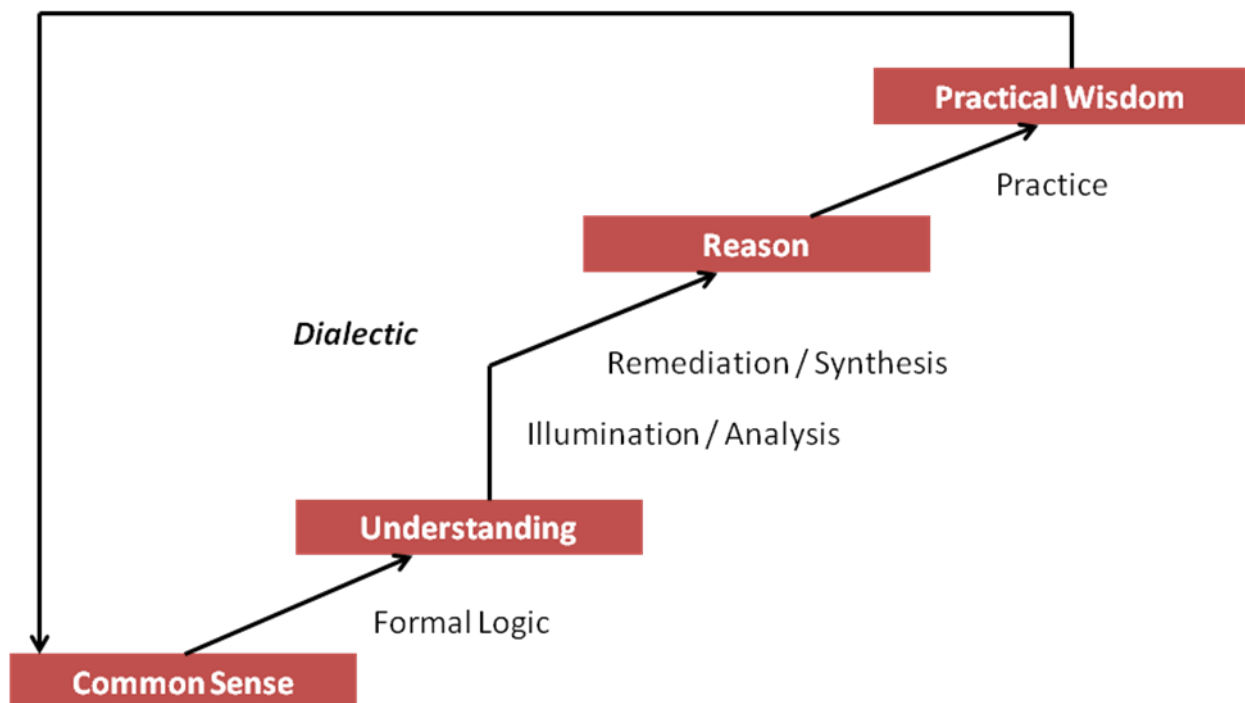 Practical Wisdom
Practice
Reason
Dialectic
Remediation / Synthesis
Illumination / Analysis
Understanding
Formal Logic
Common Sense